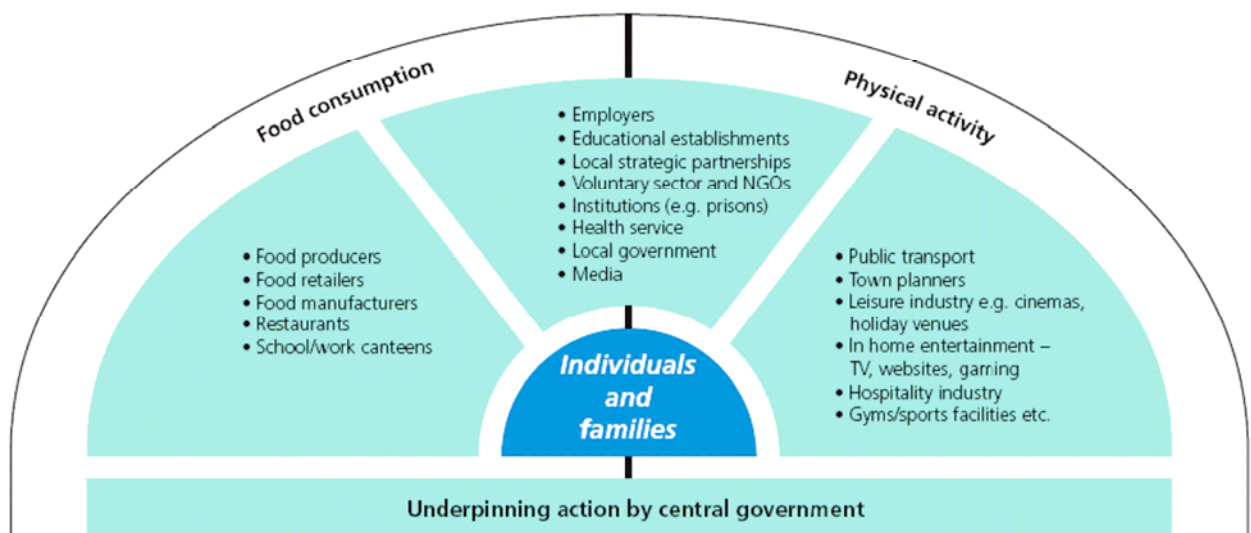 Food consumption
Physical activity
• Employers
• Educational establishments
• Local strategic partnerships
• Voluntary sector and NGOs
• Institutions (e.g. prisons)
• Health service
• Local government
• Media
• Food producers
• Food retailers
• Food manufacturers
• Restaurants
• School/work canteens
• Public transport
• Town planners
• Leisure industry e.g. cinemas,
holiday venues
• In home entertainment –
TV, websites, gaming
• Hospitality industry
• Gyms/sports facilities etc.
Individuals
and
families
Underpinning action by central government